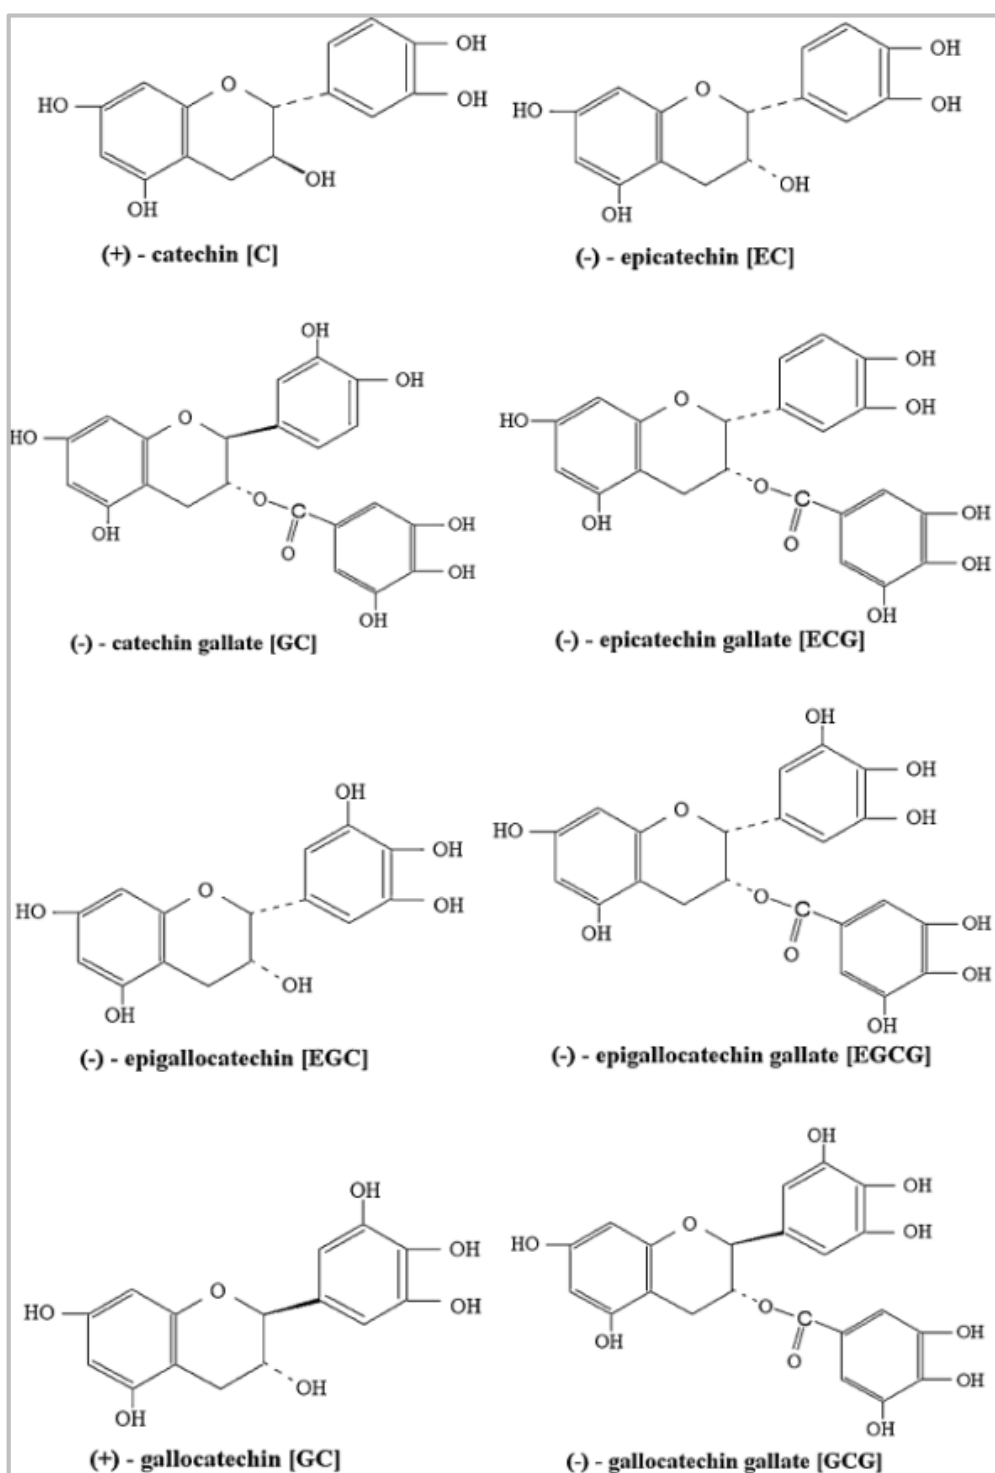 OH
O
OH
HO
OH
OH
(+) - catechin [C]
OH
O
OH
HO
OH
OH
(-) - epicatechin [EC]
OH
OH
O
HO
O
C
OH
OH
O
OH
OH
(-) - catechin gallate [GC]
OH
O
OH
HO
O
C
OH
OH
O
OH
OH
(-) - epicatechin gallate [ECG]
OH
OH
O
OH
HO
OH
OH
(-) - epigallocatechin [EGC]
OH
OH
O
OH
HO
O
C
OH
OH
O
OH
OH
(-) - epigallocatechin gallate [EGCG]
OH
OH
O
OH
HO
OH
OH
(+) - gallocatechin [GC]
OH
OH
O
OH
HO
O
C
OH
OH
O
OH
OH
(-) - gallocatechin gallate [GCG]